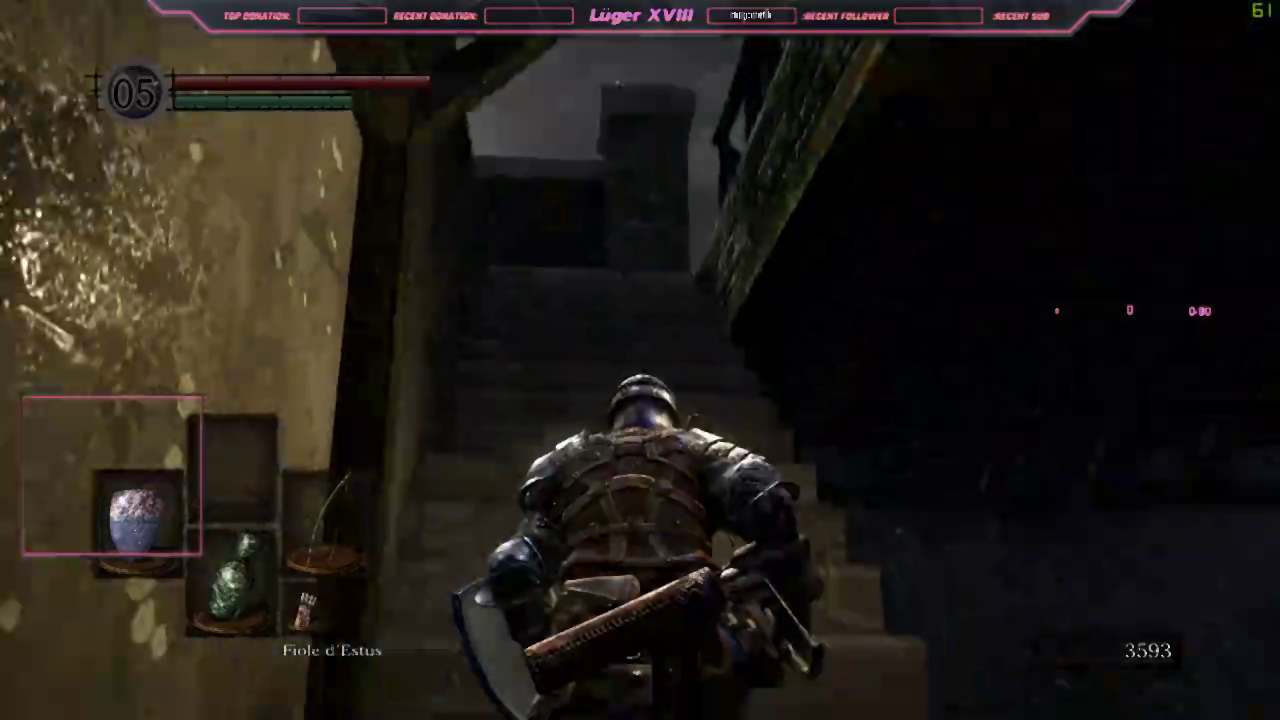 TOP DONATION:
RECENT DONATION:
Lüger XVIII
:RECENT FOLLOWER
:RECENT SUB
61
05
0
0:00
Fiole d'Estus
3593